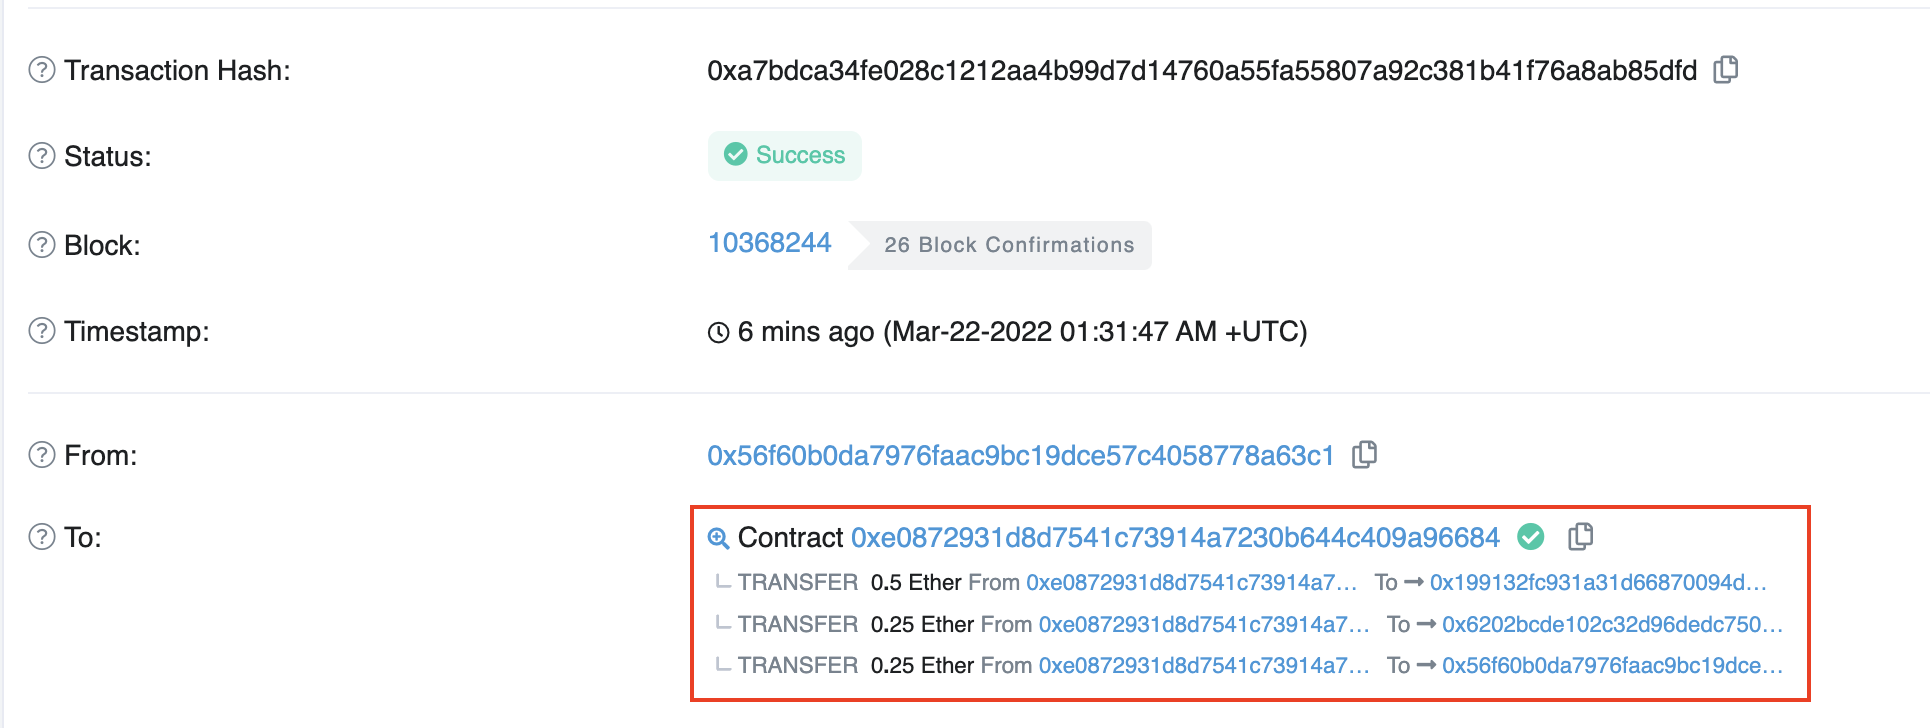 Transaction Hash: 0xa7bdca34fe028c1212aa4b99d7d14760a55fa55807a92c381b41f76a8ab85dfd
Status: Success
Block: 10368244 26 Block Confirmations
Timestamp: 6 mins ago (Mar-22-2022 01:31:47 AM +UTC)
From: 0x56f60b0da7976faac9bc19dce57c4058778a63c1
To: Contract 0xe0872931d8d7541c73914a7230b644c409a96684
TRANSFER 0.5 Ether From 0xe0872931d8d7541c73914a7... To → 0x199132fc931a31d66870094d...
TRANSFER 0.25 Ether From 0xe0872931d8d7541c73914a7... To → 0x6202bcde102c32d96dedc750...
TRANSFER 0.25 Ether From 0xe0872931d8d7541c73914a7... To → 0x56f60b0da7976faac9bc19dce...